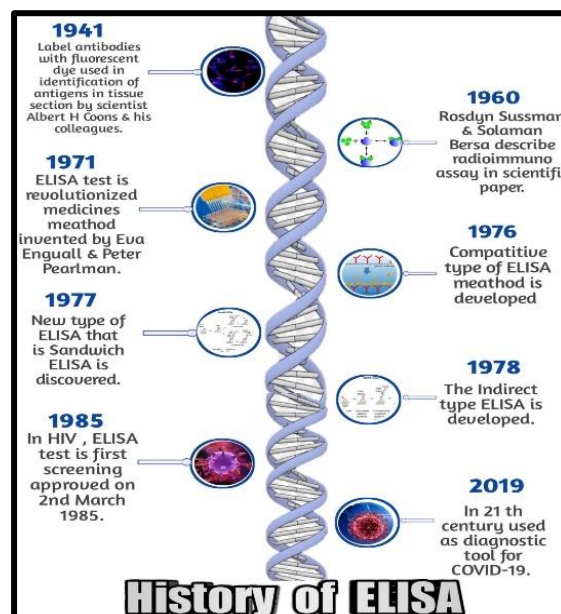 1941
Label antibodies
with fluorescent
dye used in
identification of
antigens in tissue
section by scientist
Albert H Coons & his
colleagues.
1960
Rosdyn Sussman
& Solaman
Bersa describe
radioimmuno
assay in scientific
paper.
1971
ELISA test is
revolutionized
medicines
meathod
invented by Eva
Enguall & Peter
Pearlman.
1976
Compatitive
type of ELISA
meathod is
developed
1977
New type of
ELISA that
is Sandwich
ELISA is
discovered.
1978
The Indirect
type ELISA is
developed.
1985
In HIV , ELISA
test is first
screening
approved on
2nd March
1985.
2019
In 21 th
century used
as diagnostic
tool for
COVID-19.
History of ELISA